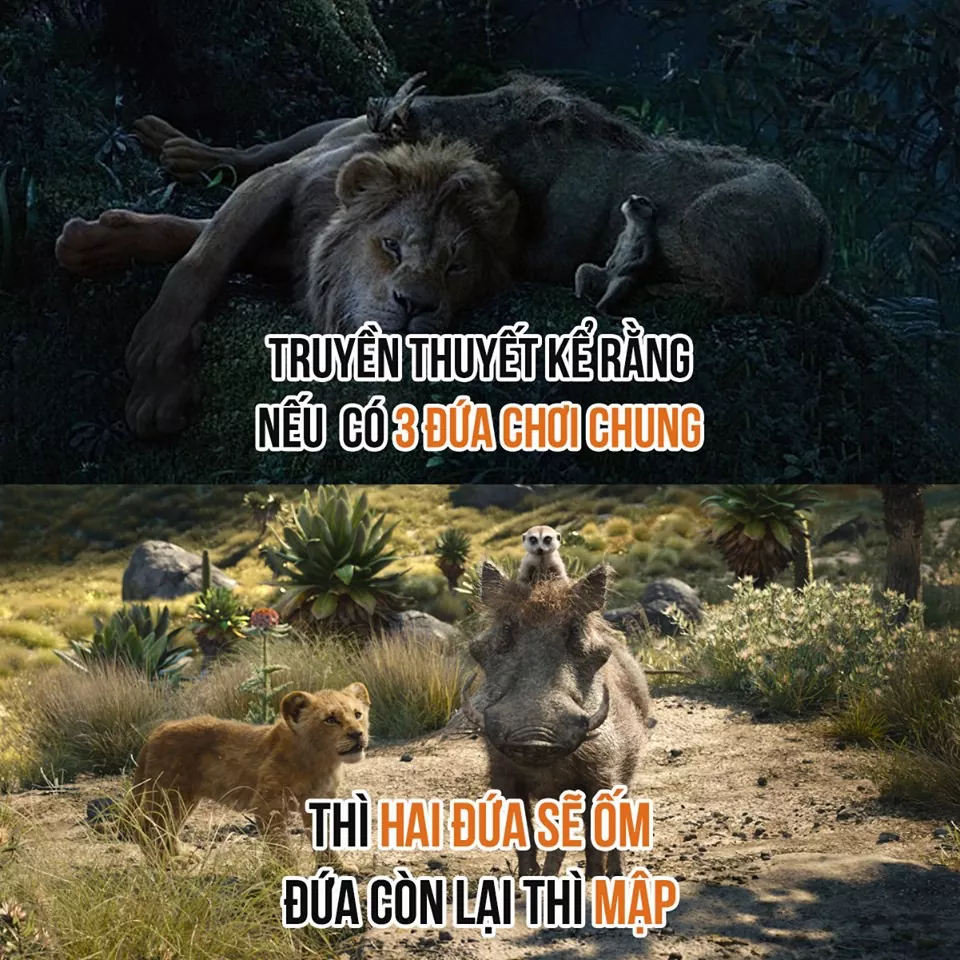 TRUYỀN THUYẾT KỂ RẰNG
NẾU CÓ 3 ĐỨA CHƠI CHUNG
THÌ HAI ĐỨA SẼ ỐM
ĐỨA CÒN LẠI THÌ MẬP